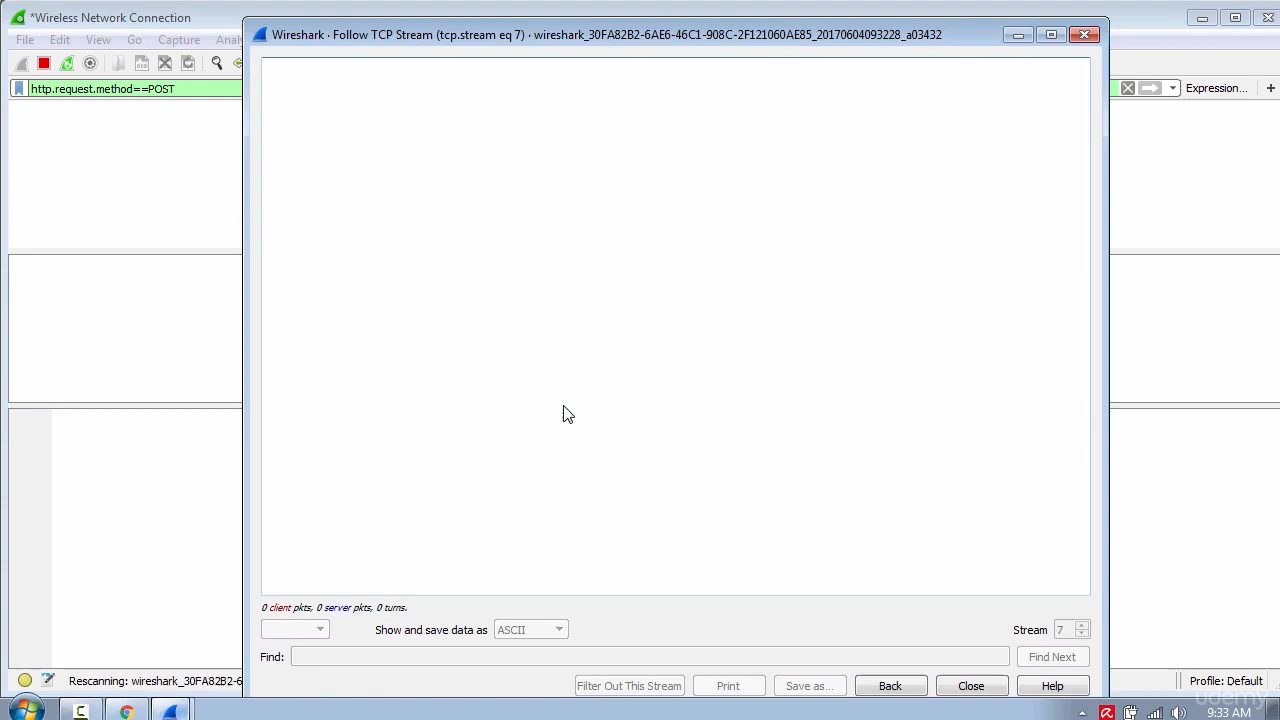 *Wireless Network Connection
Wireshark · Follow TCP Stream (tcp.stream eq 7) · wireshark_30FA82B2-6AE6-46C1-908C-2F121060AE85_20170604093228_a03432
File Edit View Go Capture Analy
http.request.method==POST
Expression...
+
0 client pkts, 0 server pkts, 0 turns.
Show and save data as ASCII
Stream 7
Find:
Find Next
Filter Out This Stream Print Save as... Back Close Help
Rescanning: wireshark_30FA82B2-6
Profile: Default
udemy
9:33 AM